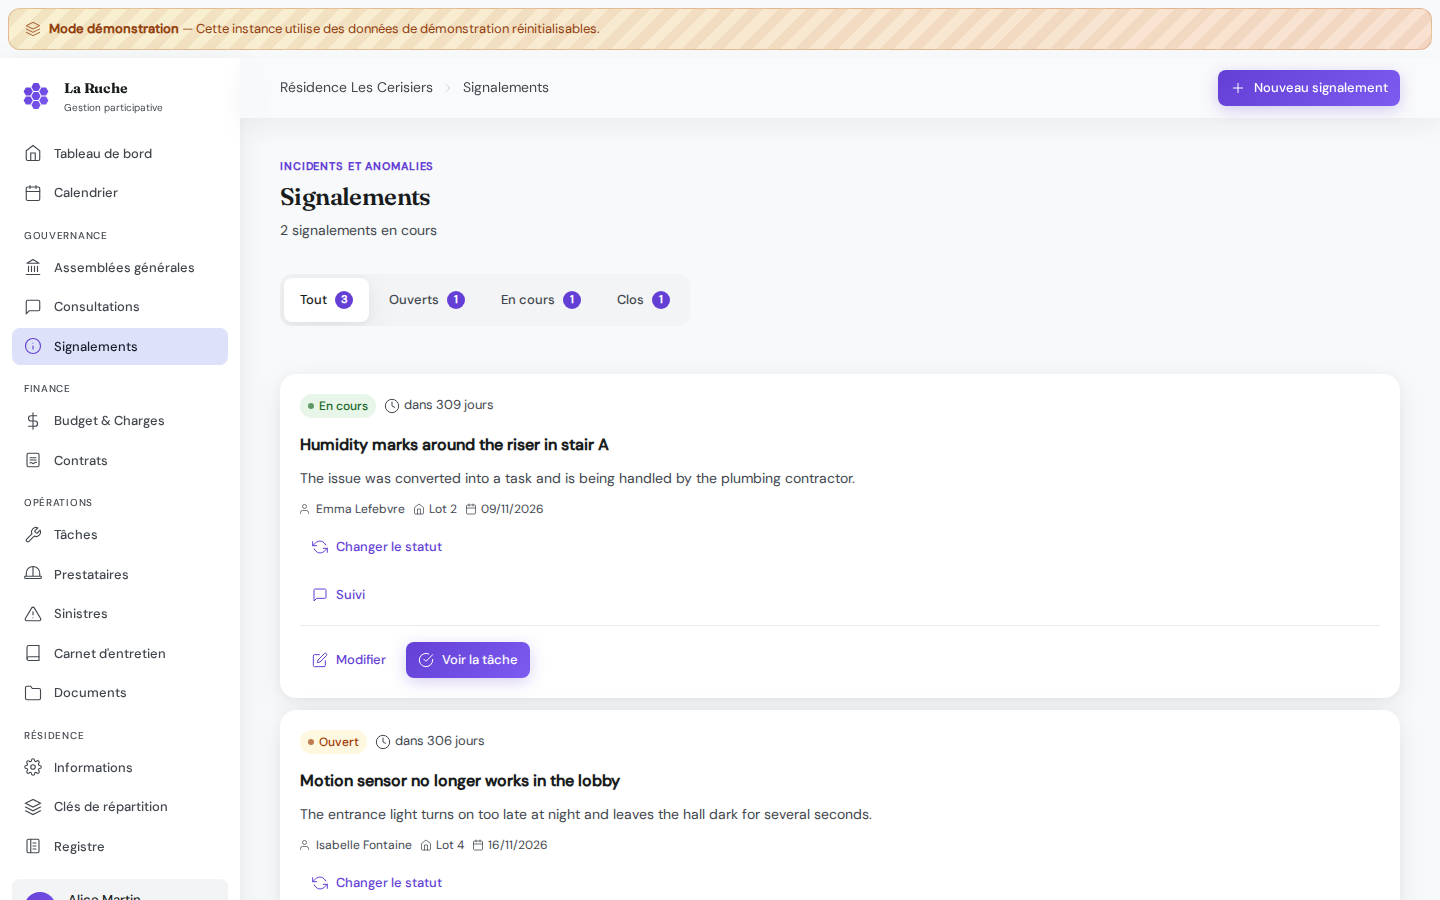 Mode démonstration — Cette instance utilise des données de démonstration réinitialisables.
La Ruche
Gestion participative
Tableau de bord
Calendrier
GOUVERNANCE
Assemblées générales
Consultations
Signalements
FINANCE
Budget & Charges
Contrats
OPÉRATIONS
Tâches
Prestataires
Sinistres
Carnet d'entretien
Documents
RÉSIDENCE
Informations
Clés de répartition
Registre
Alice Martin
Résidence Les Cerisiers > Signalements
Nouveau signalement
INCIDENTS ET ANOMALIES
Signalements
2 signalements en cours
Tout 3 Ouverts 1 En cours 1 Clos 1
En cours dans 309 jours
Humidity marks around the riser in stair A
The issue was converted into a task and is being handled by the plumbing contractor.
Emma Lefebvre Lot 2 09/11/2026
Changer le statut
Suivi
Modifier Voir la tâche
Ouvert dans 306 jours
Motion sensor no longer works in the lobby
The entrance light turns on too late at night and leaves the hall dark for several seconds.
Isabelle Fontaine Lot 4 16/11/2026
Changer le statut